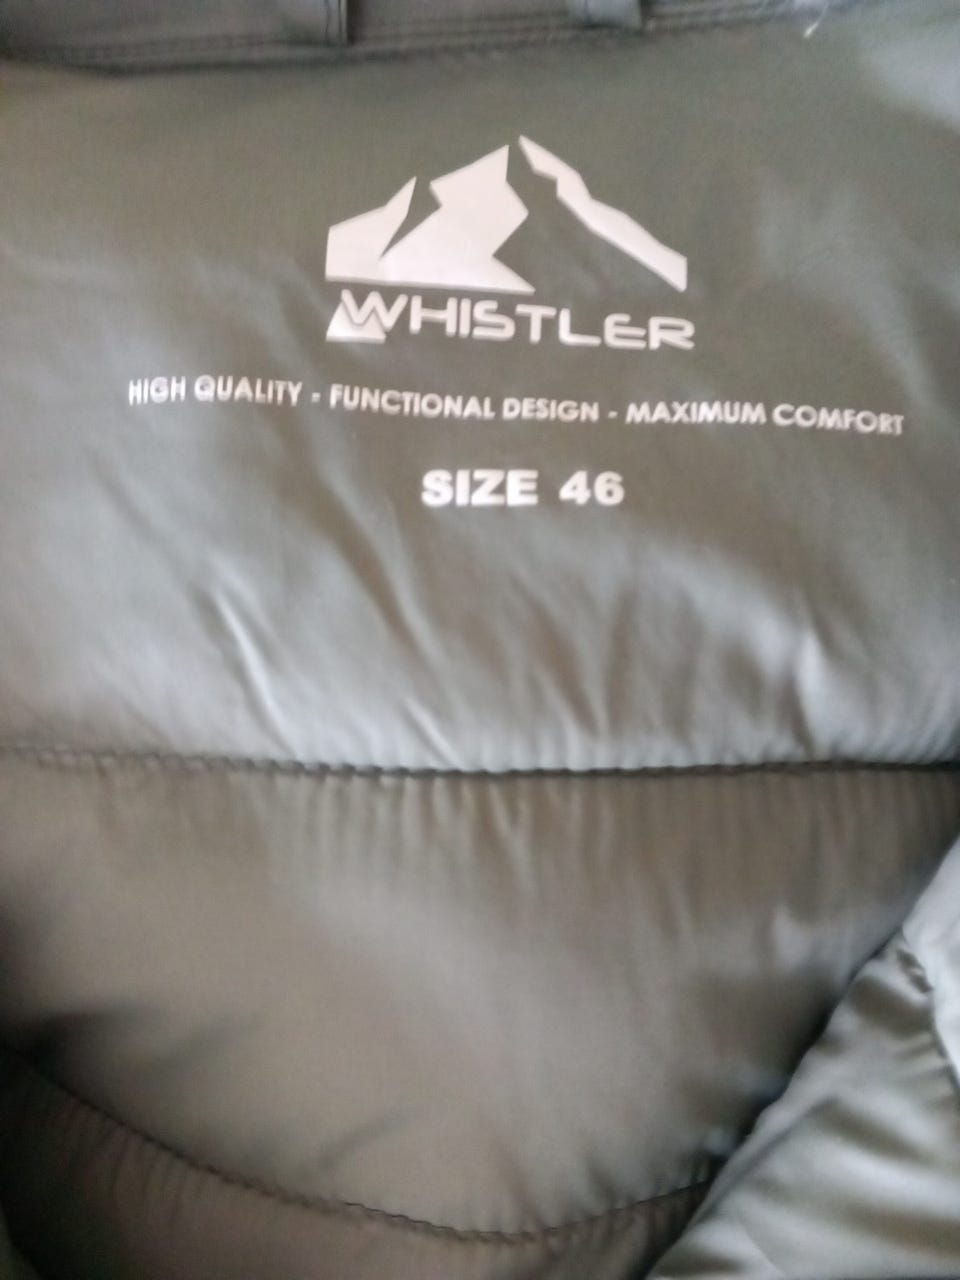 WHISTLER
HIGH QUALITY - FUNCTIONAL DESIGN - MAXIMUM COMFORT
SIZE 46